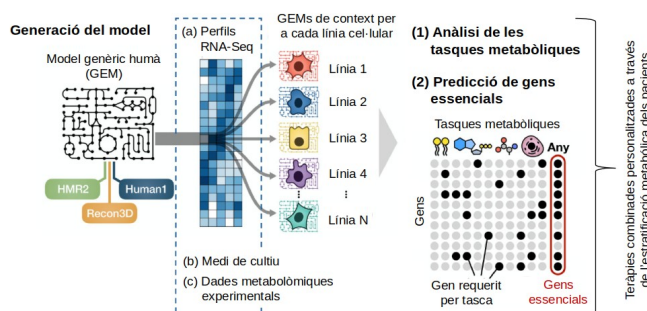 Generació del model
Model genèric humà
(GEM)
HMR2
Human1
Recon3D
(a) Perfils
RNA-Seq
(b) Medi de cultiu
(c) Dades metabolòmiques
experimentals
GEMs de context per
a cada línia cel·lular
Línia 1
Línia 2
Línia 3
Línia 4
⋮
⋮
Línia N
(1) Anàlisi de les
tasques metabòliques
(2) Predicció de gens
essencials
Tasques metabòliques
Any
Gens
Gen requerit
per tasca
Gens
essencials
Teràpies combinades personalitzades a través
de l'estratificació metabòlica dels pacients